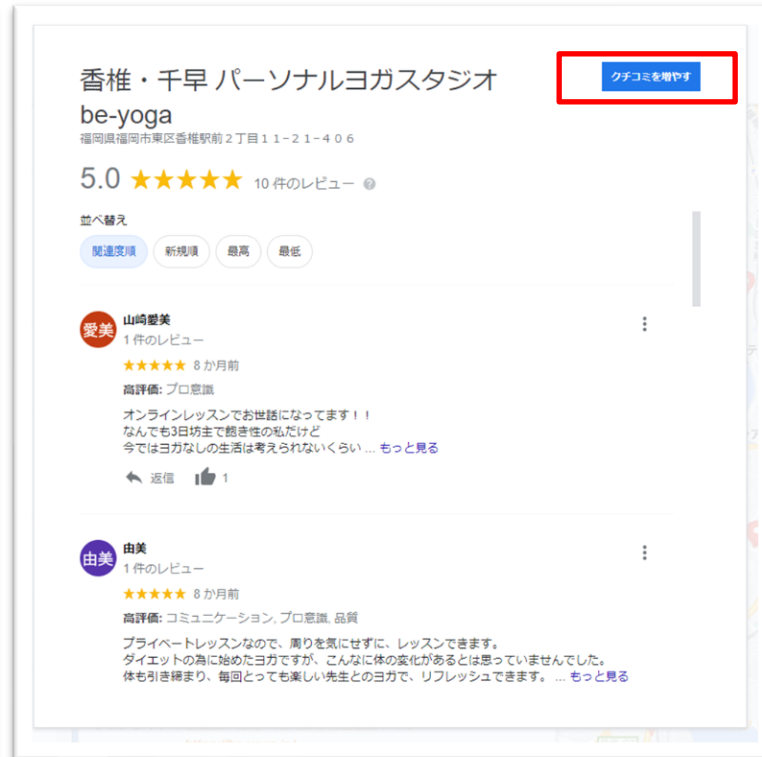 香椎・千早 パーソナルヨガスタジオ
be-yoga
クチコミを増やす
福岡県福岡市東区香椎駅前2丁目11-21-406
5.0 ★★★★★ 10 件のレビュー
並べ替え
関連度順 新規順 最高 最低
愛美
山崎愛美
1 件のレビュー
★★★★★ 8 か月前
高評価: プロ意識
オンラインレッスンでお世話になってます！！
なんでも3日坊主で飽き性の私だけど
今ではヨガなしの生活は考えられないくらい ... もっと見る
返信 1
由美
由美
1 件のレビュー
★★★★★ 8 か月前
高評価: コミュニケーション, プロ意識, 品質
プライベートレッスンなので、周りを気にせずに、レッスンできます。
ダイエットの為に始めたヨガですが、こんなに体の変化があるとは思っていませんでした。
体も引き締まり、毎回とっても楽しい先生とのヨガで、リフレッシュできます。 ... もっと見る